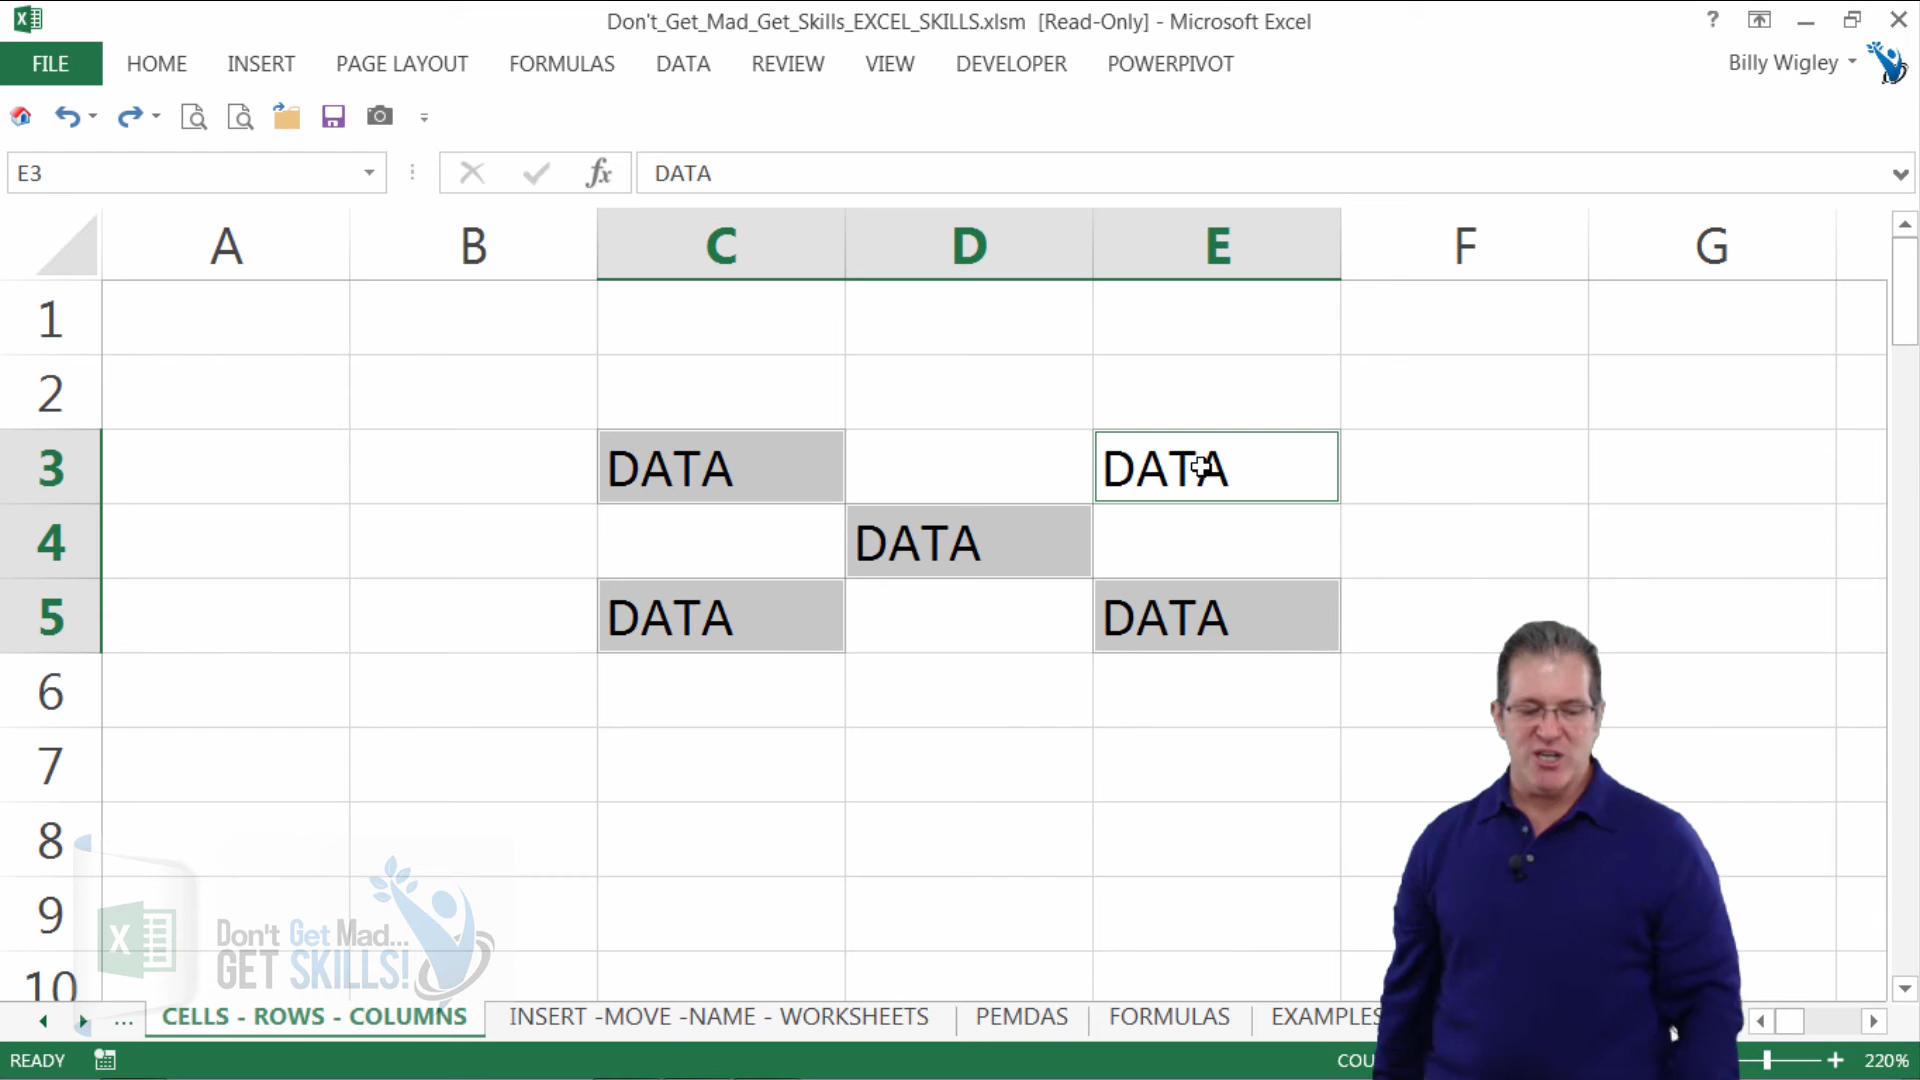 Don't_Get_Mad_Get_Skills_EXCEL_SKILLS.xlsm [Read-Only] - Microsoft Excel
?
FILE HOME INSERT PAGE LAYOUT FORMULAS DATA REVIEW VIEW DEVELOPER POWERPIVOT Billy Wigley
E3 fx DATA
A B C D E F G
1
2
3 DATA DATA
4 DATA
5 DATA DATA
6
7
8
9
10
X Don't Get Mad...
GET SKILLS!
... CELLS - ROWS - COLUMNS INSERT -MOVE -NAME - WORKSHEETS PEMDAS FORMULAS EXAMPLES
READY 220%